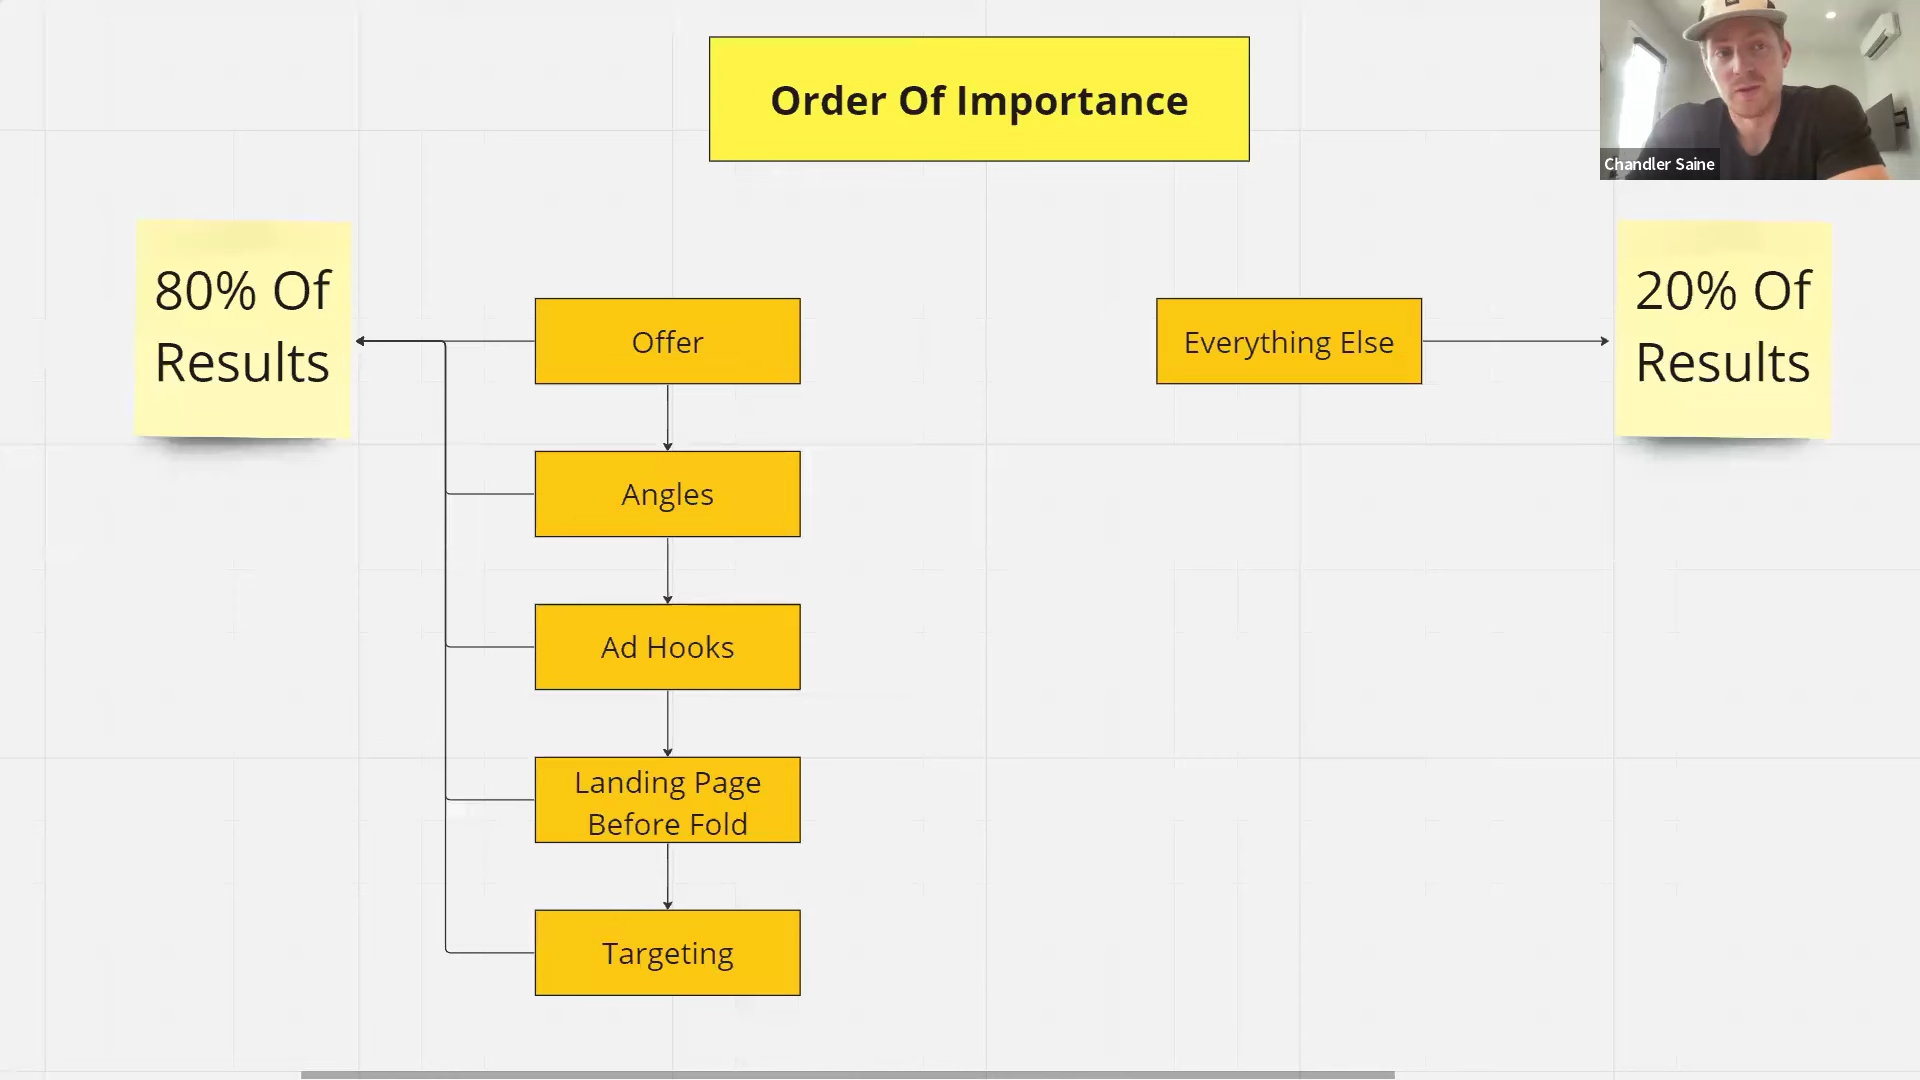 Order Of Importance
Chandler Saine
80% Of
Results
Offer
Everything Else
20% Of
Results
Angles
Ad Hooks
Landing Page
Before Fold
Targeting